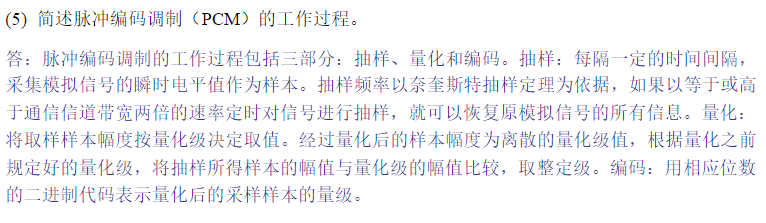 (5) 简述脉冲编码调制（PCM）的工作过程。
答：脉冲编码调制的工作过程包括三部分：抽样、量化和编码。抽样：每隔一定的时间间隔，
采集模拟信号的瞬时电平值作为样本。抽样频率以奈奎斯特抽样定理为依据，如果以等于或高
于通信信道带宽两倍的速率定时对信号进行抽样，就可以恢复原模拟信号的所有信息。量化：
将取样样本幅度按量化级决定取值。经过量化后的样本幅度为离散的量化级值，根据量化之前
规定好的量化级，将抽样所得样本的幅值与量化级的幅值比较，取整定级。编码：用相应位数
的二进制代码表示量化后的采样样本的量级。